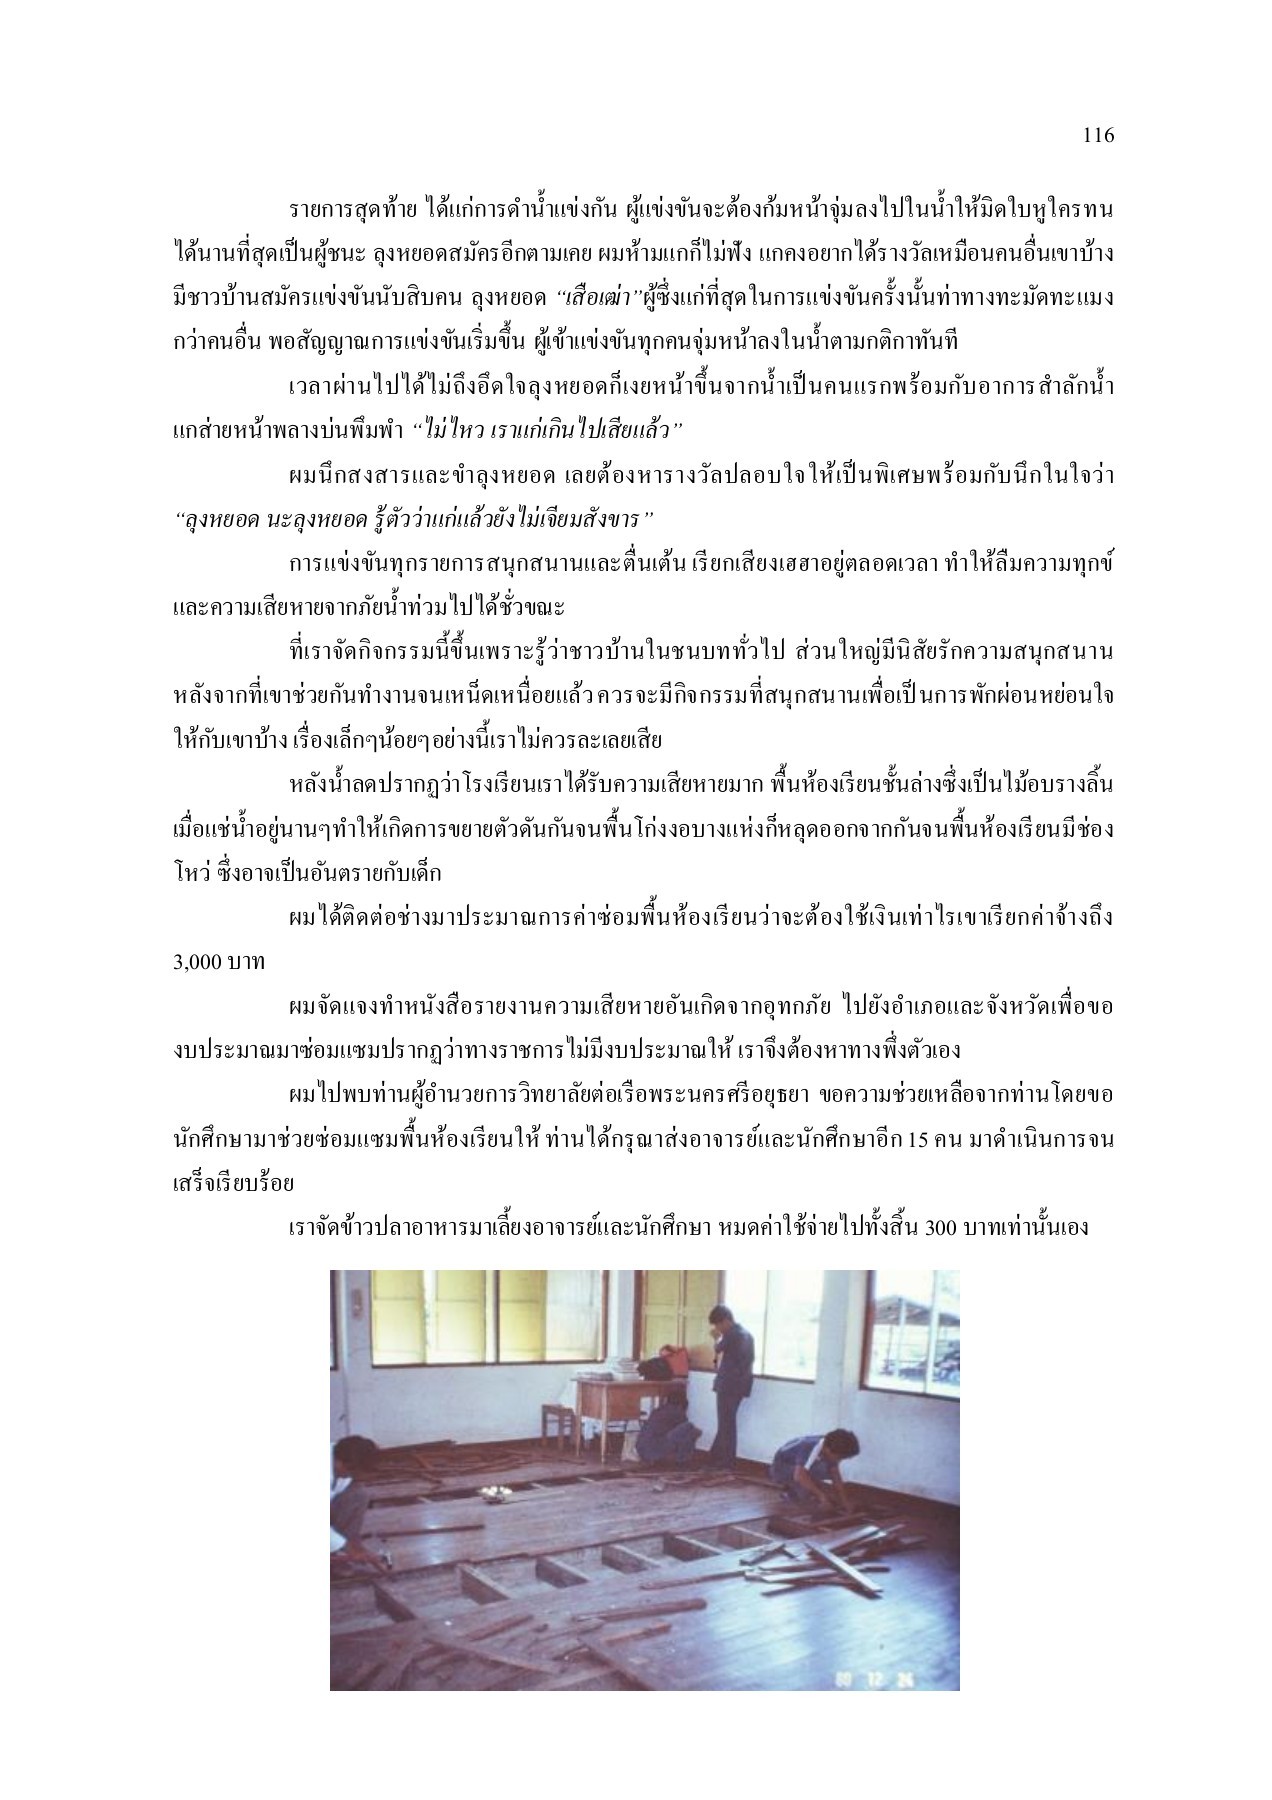 116
รายการสุดท้าย ได้แก่การดำน้ำแข่งกัน ผู้แข่งขันจะต้องก้มหน้าจุ่มลงไปในน้ำให้มิดใบหูใครทน
ได้นานที่สุดเป็นผู้ชนะ ลุงหยอดสมัครอีกตามเคย ผมห้ามแกก็ไม่ฟัง แกคงอยากได้รางวัลเหมือนคนอื่นเขาบ้าง
มีชาวบ้านสมัครแข่งขันนับสิบคน ลุงหยอด “เสือเฒ่า”ผู้ซึ่งแก่ที่สุดในการแข่งขันครั้งนั้นท่าทางทะมัดทะแมง
กว่าคนอื่น พอสัญญาณการแข่งขันเริ่มขึ้น ผู้เข้าแข่งขันทุกคนจุ่มหน้าลงในน้ำตามกติกาทันที
เวลาผ่านไปได้ไม่ถึงอึดใจลุงหยอดก็เงยหน้าขึ้นจากน้ำเป็นคนแรกพร้อมกับอาการสำลักน้ำ
แกส่ายหน้าพลางบ่นพึมพำ “ไม่ไหว เราแก่เกินไปเสียแล้ว”
ผมนึกสงสารและขำลุงหยอด เลยต้องหารางวัลปลอบใจให้เป็นพิเศษพร้อมกับนึกในใจว่า
“ลุงหยอด นะลุงหยอด รู้ตัวว่าแก่แล้วยังไม่เจียมสังขาร”
การแข่งขันทุกรายการสนุกสนานและตื่นเต้น เรียกเสียงเฮฮาอยู่ตลอดเวลา ทำให้ลืมความทุกข์
และความเสียหายจากภัยน้ำท่วมไปได้ชั่วขณะ
ที่เราจัดกิจกรรมนี้ขึ้นเพราะรู้ว่าชาวบ้านในชนบททั่วไป ส่วนใหญ่มีนิสัยรักความสนุกสนาน
หลังจากที่เขาช่วยกันทำงานจนเหน็ดเหนื่อยแล้ว ควรจะมีกิจกรรมที่สนุกสนานเพื่อเป็นการพักผ่อนหย่อนใจ
ให้กับเขาบ้าง เรื่องเล็กๆน้อยๆอย่างนี้เราไม่ควรละเลยเสีย
หลังน้ำลดปรากฏว่าโรงเรียนเราได้รับความเสียหายมาก พื้นห้องเรียนชั้นล่างซึ่งเป็นไม้อบรางลิ้น
เมื่อแช่น้ำอยู่นานๆทำให้เกิดการขยายตัวดันกันจนพื้นโก่งงอบางแห่งก็หลุดออกจากกันจนพื้นห้องเรียนมีช่อง
โหว่ ซึ่งอาจเป็นอันตรายกับเด็ก
ผมได้ติดต่อช่างมาประมาณการค่าซ่อมพื้นห้องเรียนว่าจะต้องใช้เงินเท่าไรเขาเรียกค่าจ้างถึง
3,000 บาท
ผมจัดแจงทำหนังสือรายงานความเสียหายอันเกิดจากอุทกภัย ไปยังอำเภอและจังหวัดเพื่อขอ
งบประมาณมาซ่อมแซมปรากฏว่าทางราชการไม่มีงบประมาณให้ เราจึงต้องหาทางพึ่งตัวเอง
ผมไปพบท่านผู้อำนวยการวิทยาลัยต่อเรือพระนครศรีอยุธยา ขอความช่วยเหลือจากท่านโดยขอ
นักศึกษามาช่วยซ่อมแซมพื้นห้องเรียนให้ ท่านได้กรุณาส่งอาจารย์และนักศึกษาอีก 15 คน มาดำเนินการจน
เสร็จเรียบร้อย
เราจัดข้าวปลาอาหารมาเลี้ยงอาจารย์และนักศึกษา หมดค่าใช้จ่ายไปทั้งสิ้น 300 บาทเท่านั้นเอง